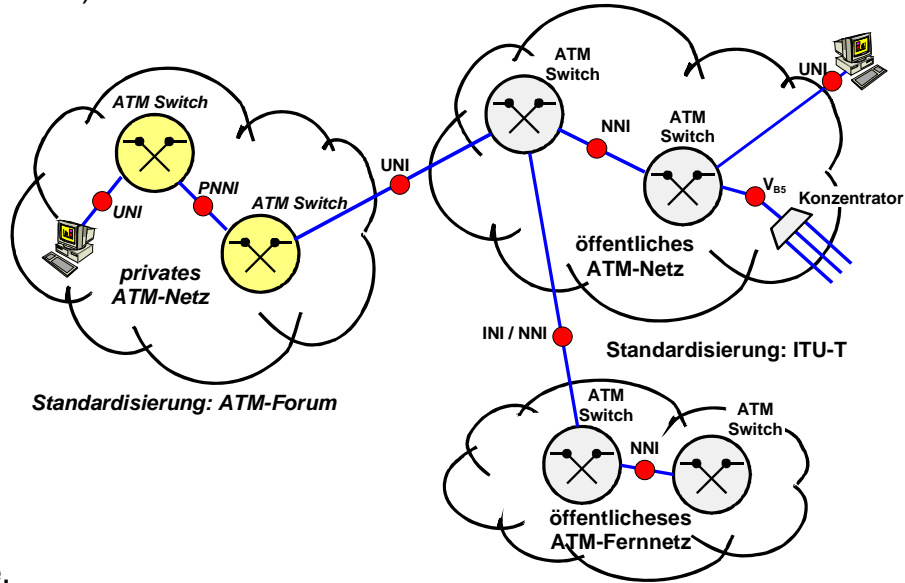 ATM
Switch
UNI
ATM Switch
ATM
Switch
NNI
UNI
PNNI
UNI
ATM Switch
V_B5
Konzentrator
privates
ATM-Netz
öffentliches
ATM-Netz
INI / NNI
Standardisierung: ITU-T
Standardisierung: ATM-Forum
ATM
Switch
ATM
Switch
NNI
öffentlicheses
ATM-Fernnetz